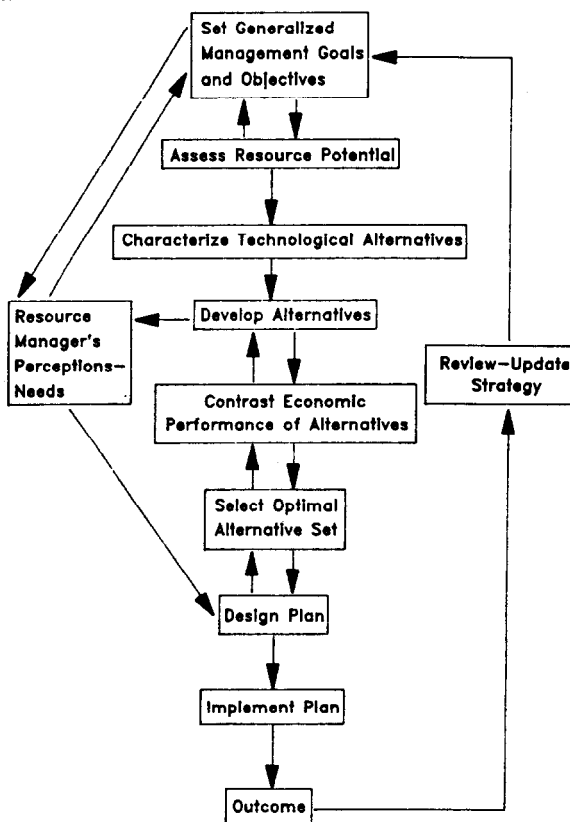 Set Generalized
Management Goals
and Objectives
Assess Resource Potential
Characterize Technological Alternatives
Develop Alternatives
Resource
Manager's
Perceptions-
Needs
Review-Update
Strategy
Contrast Economic
Performance of Alternatives
Select Optimal
Alternative Set
Design Plan
Implement Plan
Outcome